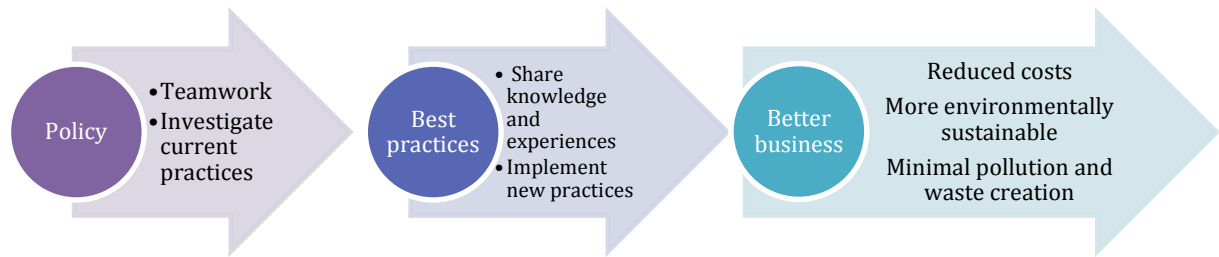 Policy
•Teamwork
•Investigate
current
practices
Best
practices
• Share
knowledge
and
experiences
•Implement
new practices
Better
business
Reduced costs
More environmentally
sustainable
Minimal pollution and
waste creation